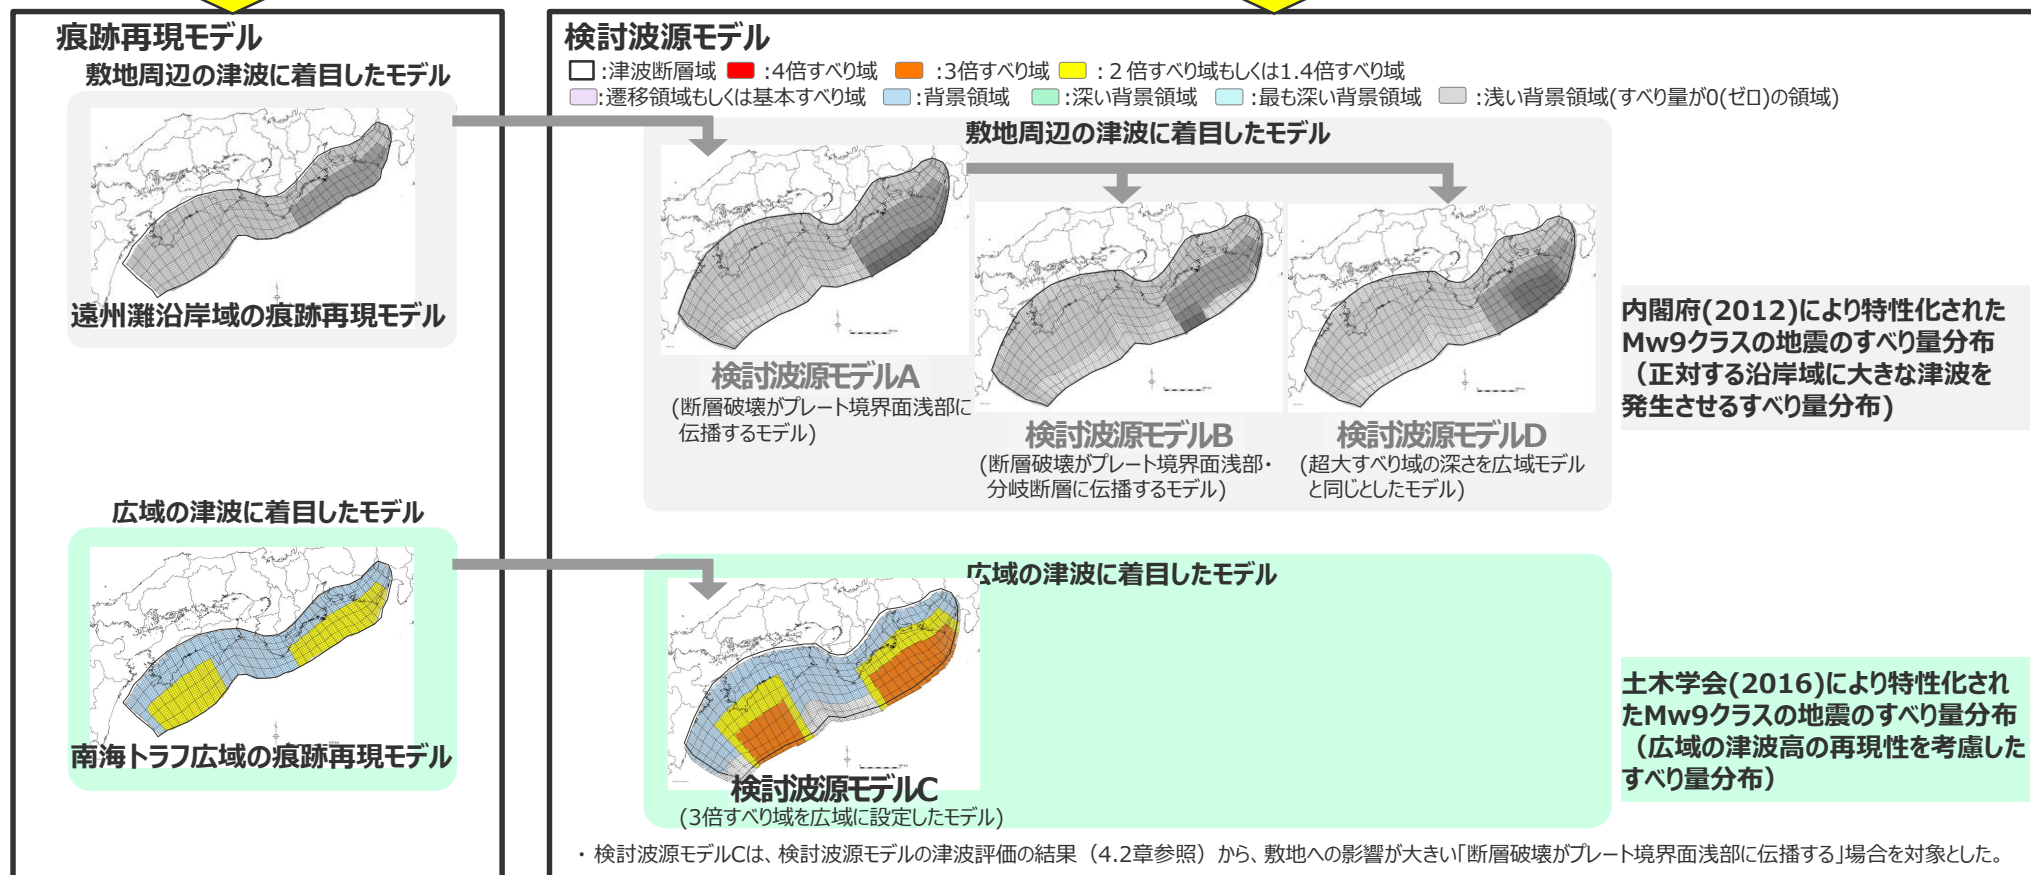 痕跡再現モデル
敷地周辺の津波に着目したモデル
遠州灘沿岸域の痕跡再現モデル
広域の津波に着目したモデル
南海トラフ広域の痕跡再現モデル
検討波源モデル
:津波断層域 :4倍すべり域 :3倍すべり域 :２倍すべり域もしくは1.4倍すべり域
:遷移領域もしくは基本すべり域 :背景領域 :深い背景領域 :最も深い背景領域 :浅い背景領域(すべり量が0(ゼロ)の領域)
敷地周辺の津波に着目したモデル
検討波源モデルA
(断層破壊がプレート境界面浅部に
伝播するモデル)
検討波源モデルB
(断層破壊がプレート境界面浅部・
分岐断層に伝播するモデル)
検討波源モデルD
(超大すべり域の深さを広域モデル
と同じとしたモデル)
内閣府(2012)により特性化された
Mw9クラスの地震のすべり量分布
（正対する沿岸域に大きな津波を
発生させるすべり量分布)
広域の津波に着目したモデル
検討波源モデルC
(3倍すべり域を広域に設定したモデル)
土木学会(2016)により特性化され
たMw9クラスの地震のすべり量分布
（広域の津波高の再現性を考慮した
すべり量分布）
・検討波源モデルCは、検討波源モデルの津波評価の結果（4.2章参照）から、敷地への影響が大きい「断層破壊がプレート境界面浅部に伝播する」場合を対象とした。